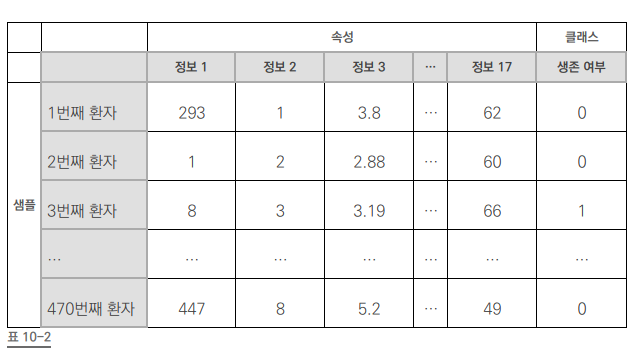 속성 클래스
정보 1 정보 2 정보 3 ... 정보 17 생존 여부
1번째 환자 293 1 3.8 ... 62 0
2번째 환자 1 2 2.88 ... 60 0
샘플 3번째 환자 8 3 3.19 ... 66 1
... ... ... ... ... ... ...
470번째 환자 447 8 5.2 ... 49 0
표 10-2